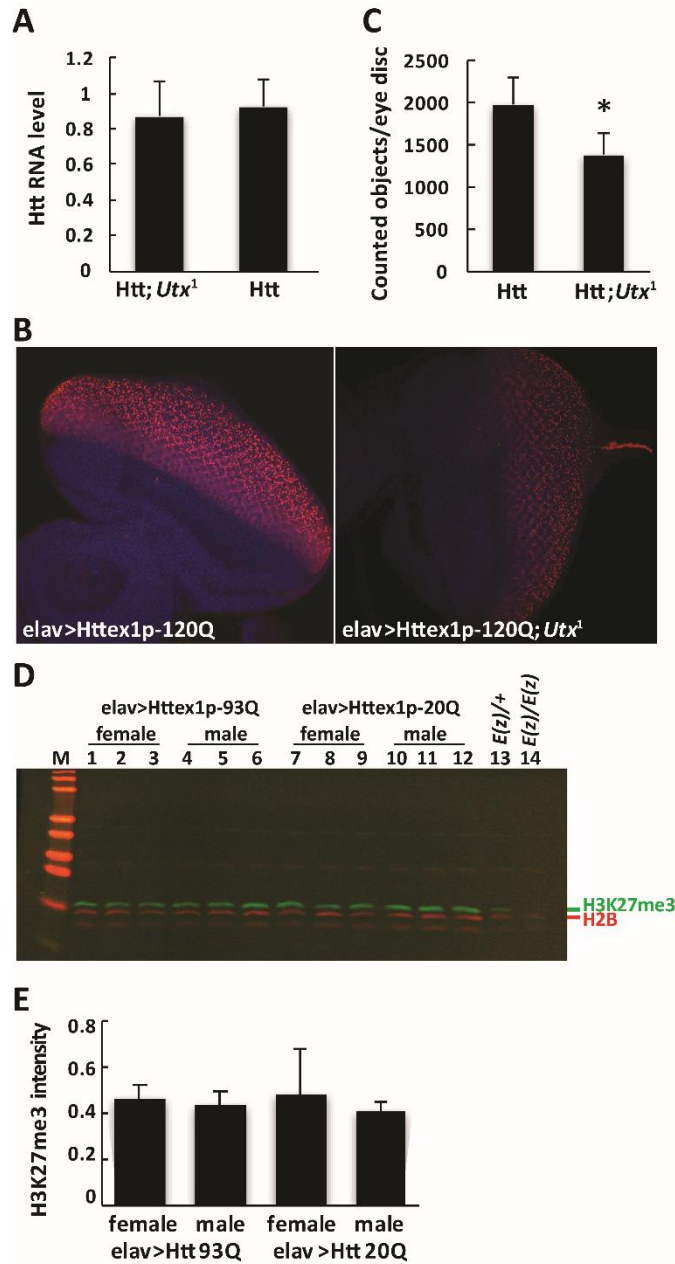 A
Htt RNA level
1.2
1
0.8
0.6
0.4
0.2
0
Htt; Utx¹
Htt
C
Counted objects/eye disc
2500
2000
1500
1000
500
0
*
Htt
Htt;Utx¹
B
elav>Httex1p-120Q
elav>Httex1p-120Q;Utx¹
D
elav>Httex1p-93Q
elav>Httex1p-20Q
E(z)/+
E(z)/E(z)
female
male
female
male
M
1 2 3 4 5 6 7 8 9 10 11 12 13 14
H3K27me3
H2B
E
H3K27me3 intensity
0.8
0.6
0.4
0.2
0
female male female male
elav>Htt93Q elav>Htt20Q